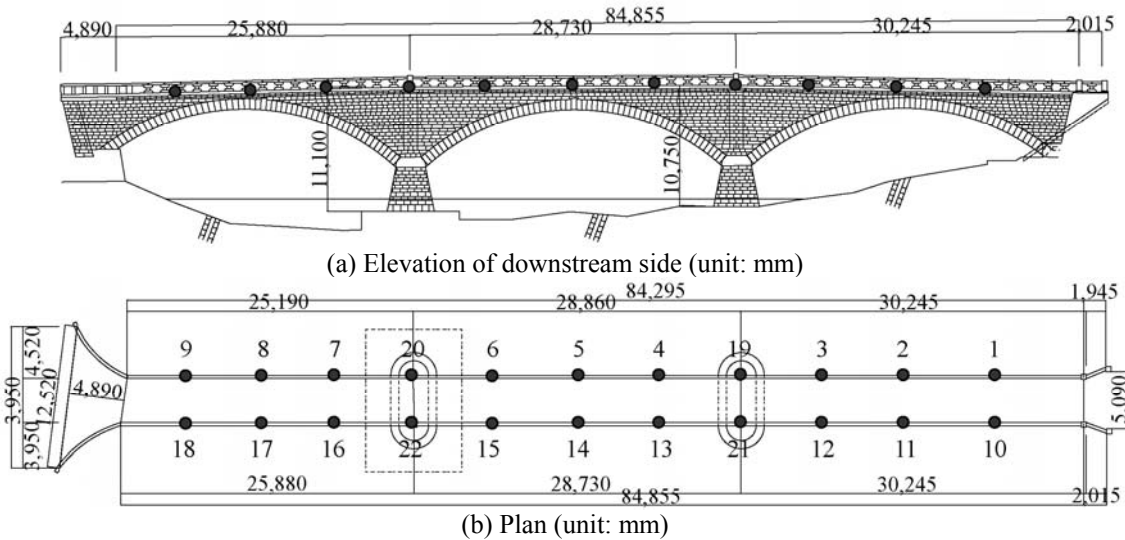 84,855
4,890 25,880 28,730 30,245 2,015
11,100 10,750
(a) Elevation of downstream side (unit: mm)
84,295
25,190 28,860 30,245 1,945
9 8 7 20 6 5 4 19 3 2 1
3,950 12,520 4,520 3,950 4,890 5,090
18 17 16 22 15 14 13 21 12 11 10
25,880 28,730 30,245
84,855 2,015
(b) Plan (unit: mm)